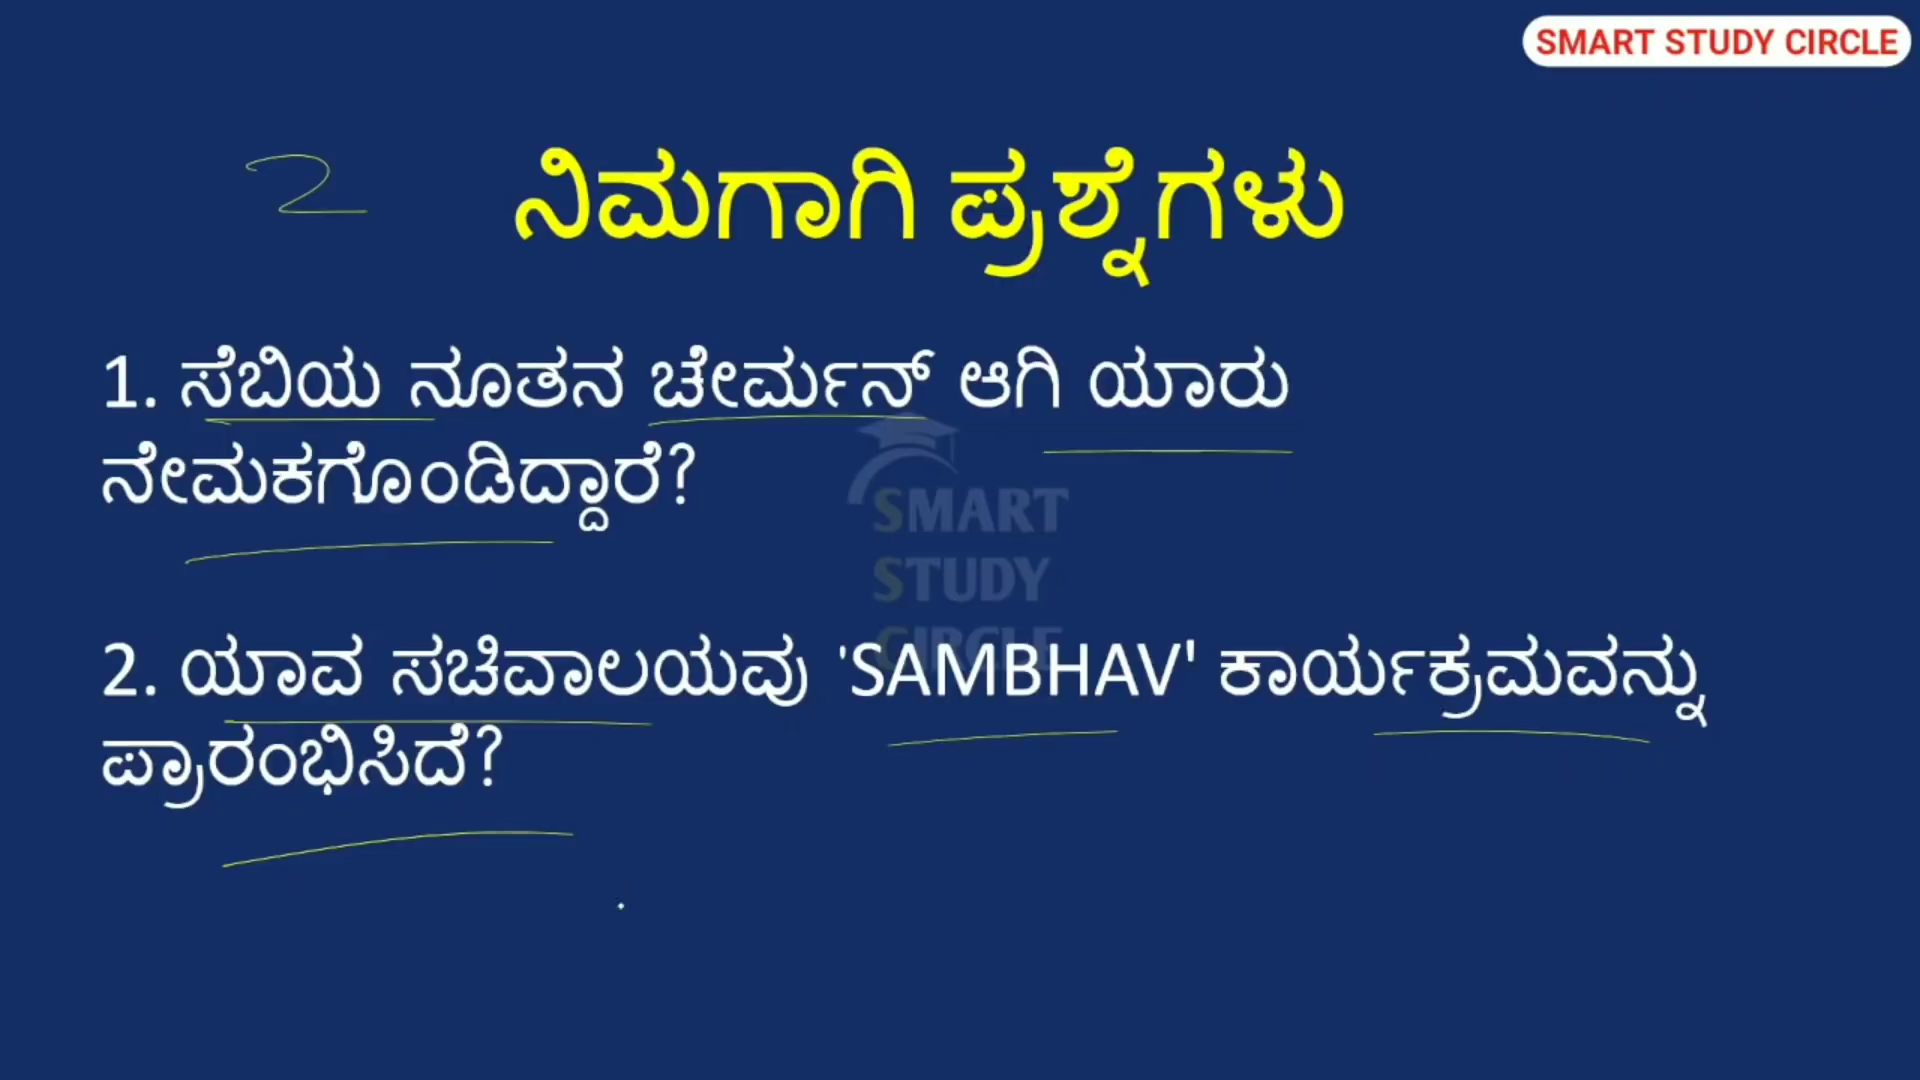 SMART STUDY CIRCLE
2 ನಿಮಗಾಗಿ ಪ್ರಶ್ನೆಗಳು
1. ಸೆಬಿಯ ನೂತನ ಚೇರ್ಮನ್ ಆಗಿ ಯಾರು
ನೇಮಕಗೊಂಡಿದ್ದಾರೆ?
SMART
STUDY
CIRCLE
2. ಯಾವ ಸಚಿವಾಲಯವು 'SAMBHAV' ಕಾರ್ಯಕ್ರಮವನ್ನು
ಪ್ರಾರಂಭಿಸಿದೆ?